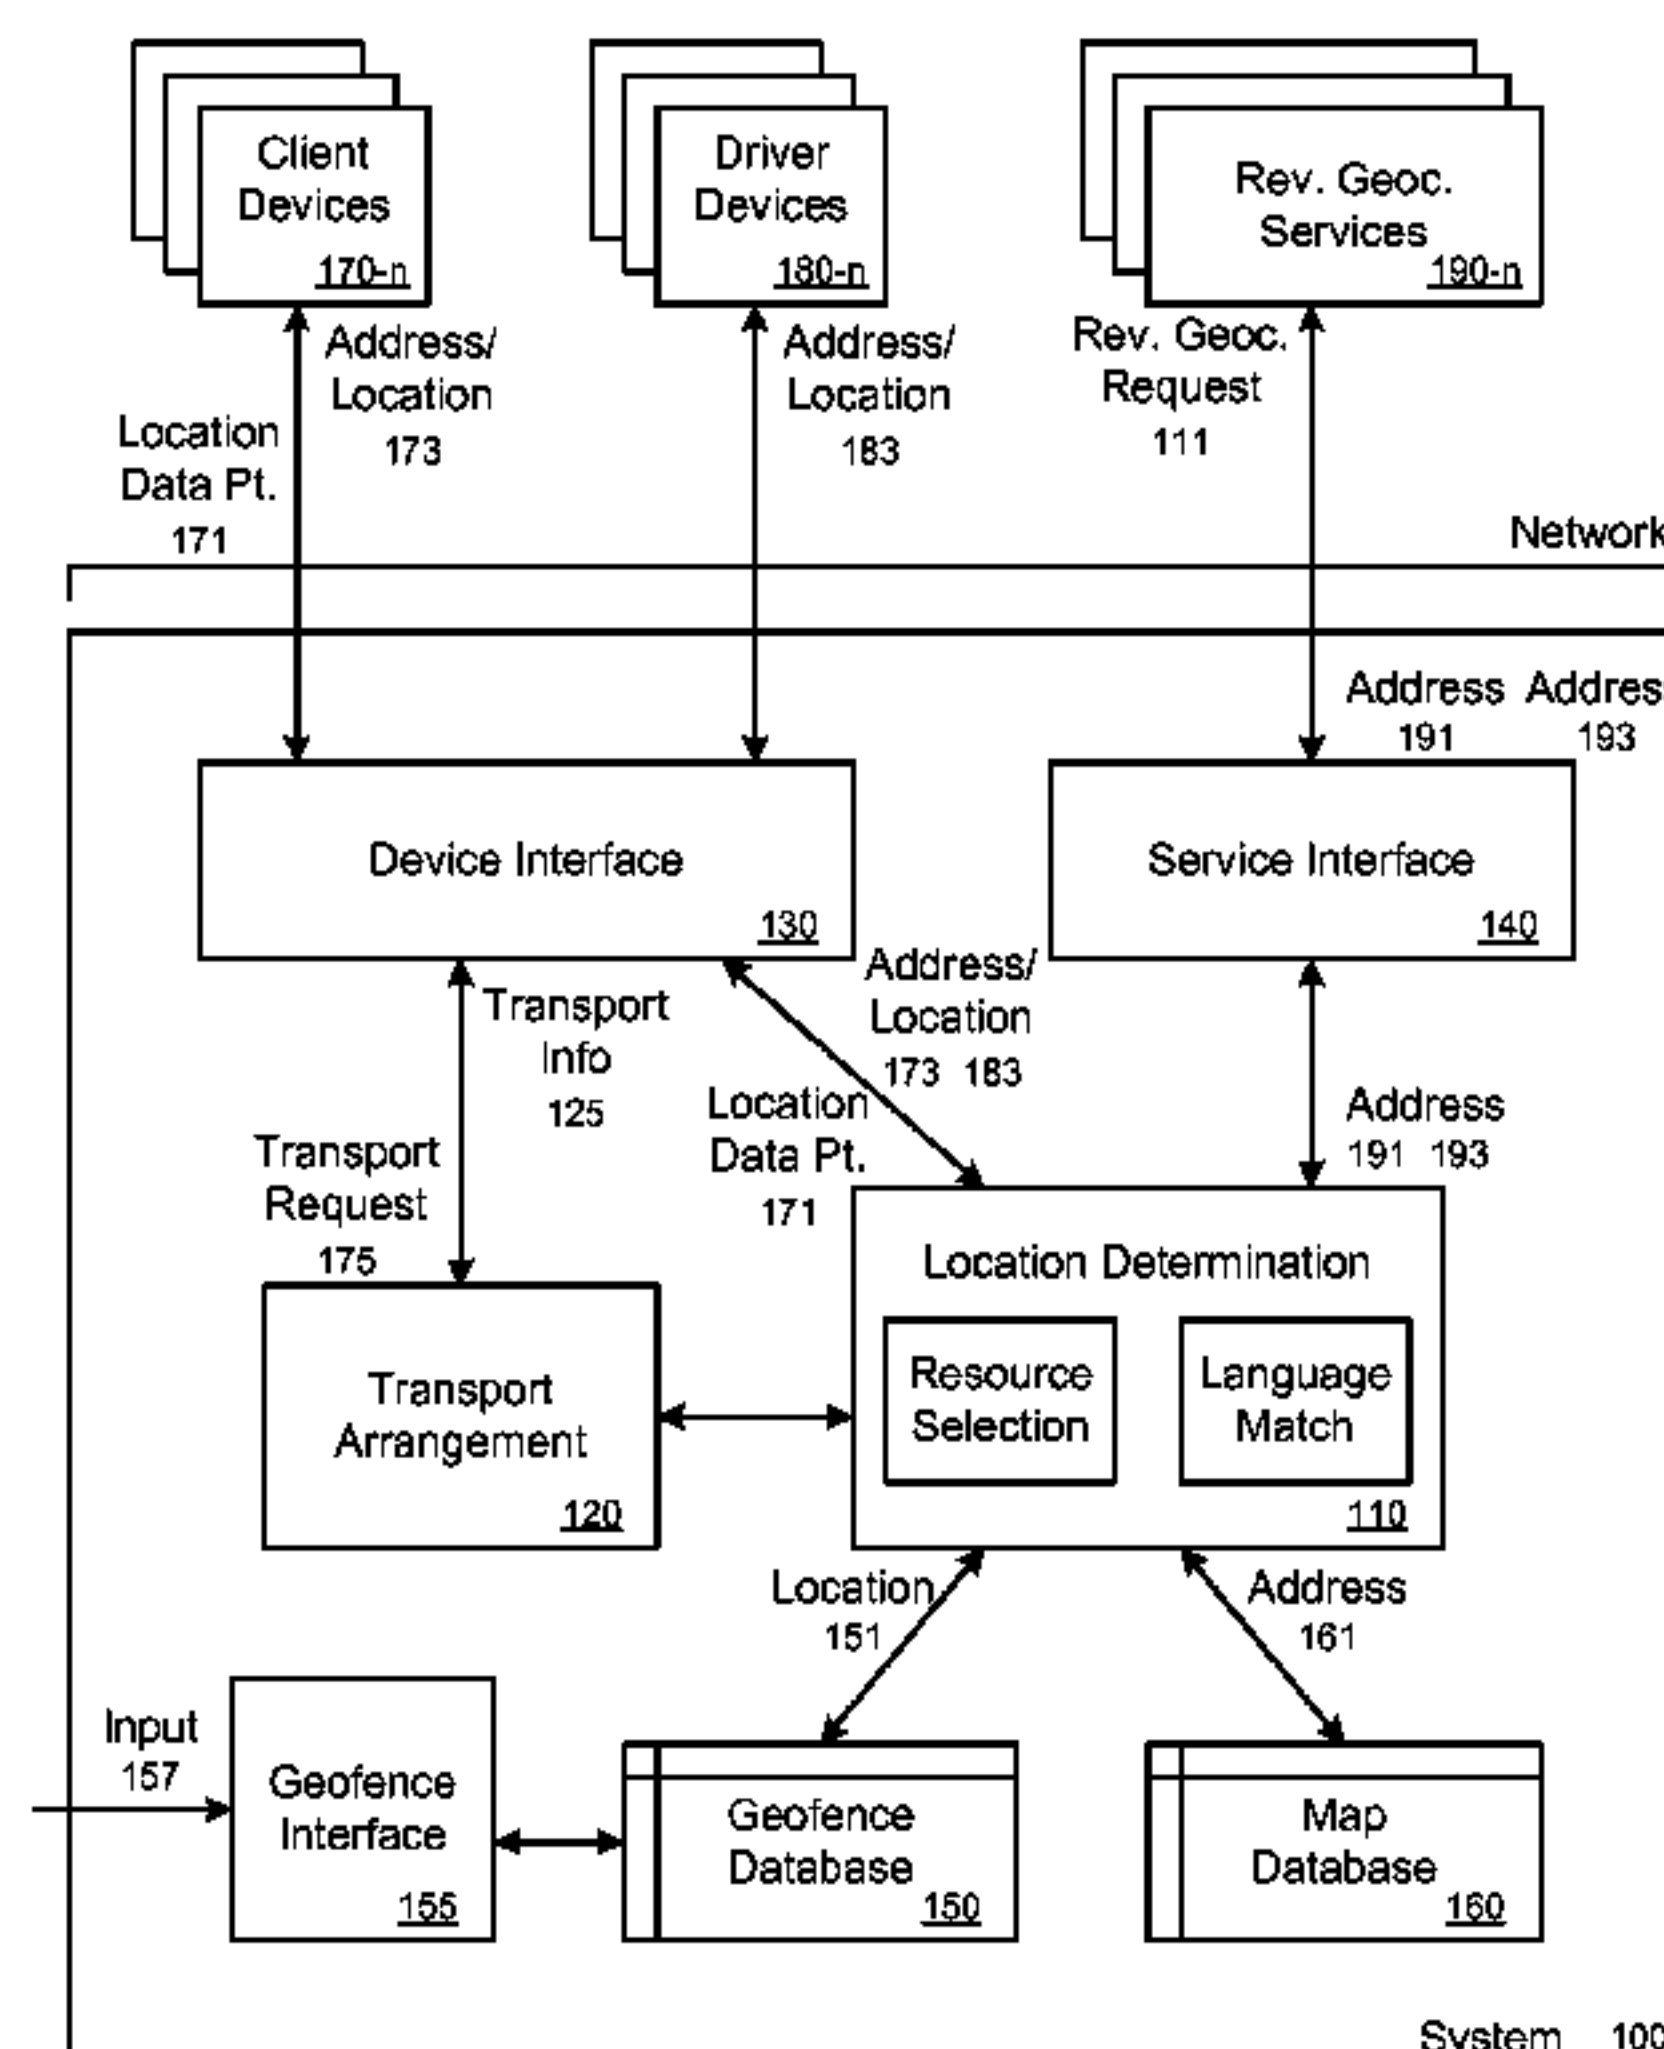 Client
Devices
170-n
Driver
Devices
180-n
Rev. Geoc.
Services
190-n
Address/
Location
173
Location
Data Pt.
171
Address/
Location
183
Rev. Geoc.
Request
111
Network
Address
191
Addres
193
Device Interface
130
Service Interface
140
Transport
Info
125
Transport
Request
175
Address/
Location
173 183
Location
Data Pt.
171
Address
191 193
Location Determination
Resource
Selection
Language
Match
110
Transport
Arrangement
120
Location
151
Address
161
Input
157
Geofence
Interface
155
Geofence
Database
150
Map
Database
160
System 100